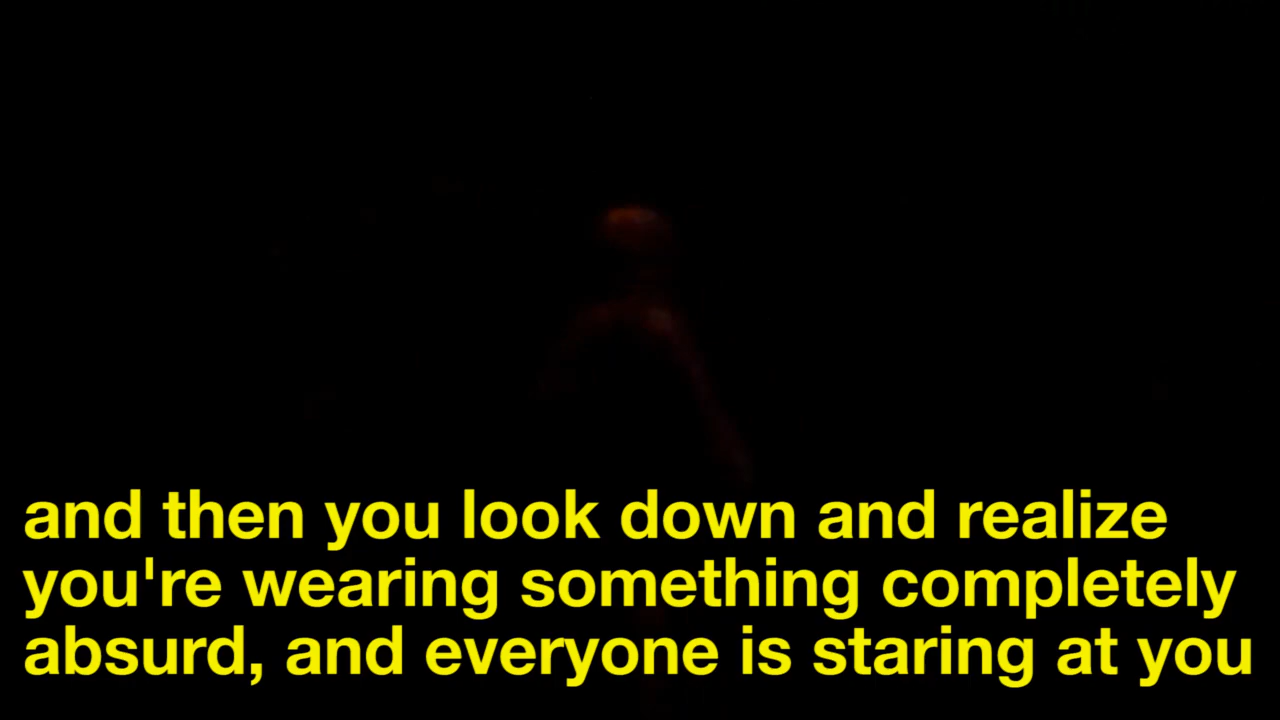 and then you look down and realize
you're wearing something completely
absurd, and everyone is staring at you